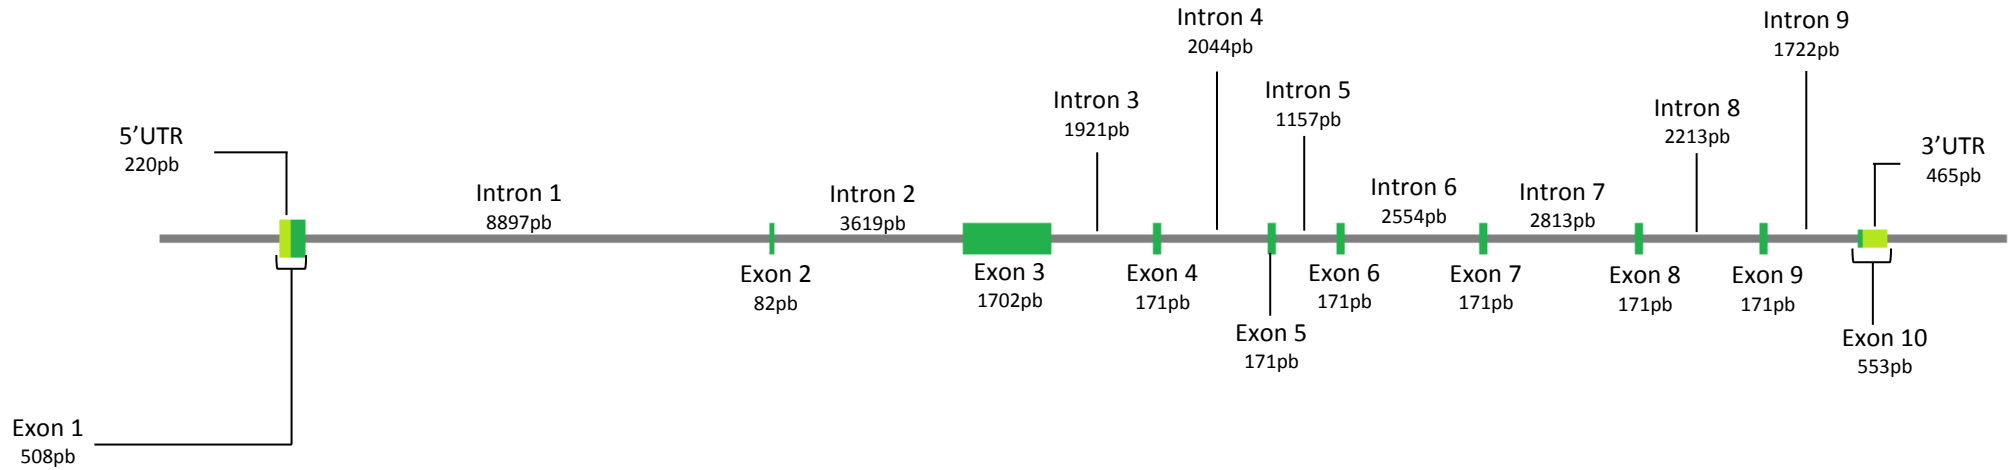 5’UTR
220pb
Exon 1
508pb
Intron 1
8897pb
Exon 2
82pb
Intron 2
3619pb
Exon 3
1702pb
Intron 3
1921pb
Exon 4
171pb
Intron 4
2044pb
Exon 5
171pb
Intron 5
1157pb
Exon 6
171pb
Intron 6
2554pb
Exon 7
171pb
Intron 7
2813pb
Exon 8
171pb
Intron 8
2213pb
Exon 9
171pb
Intron 9
1722pb
Exon 10
553pb
3’UTR
465pb